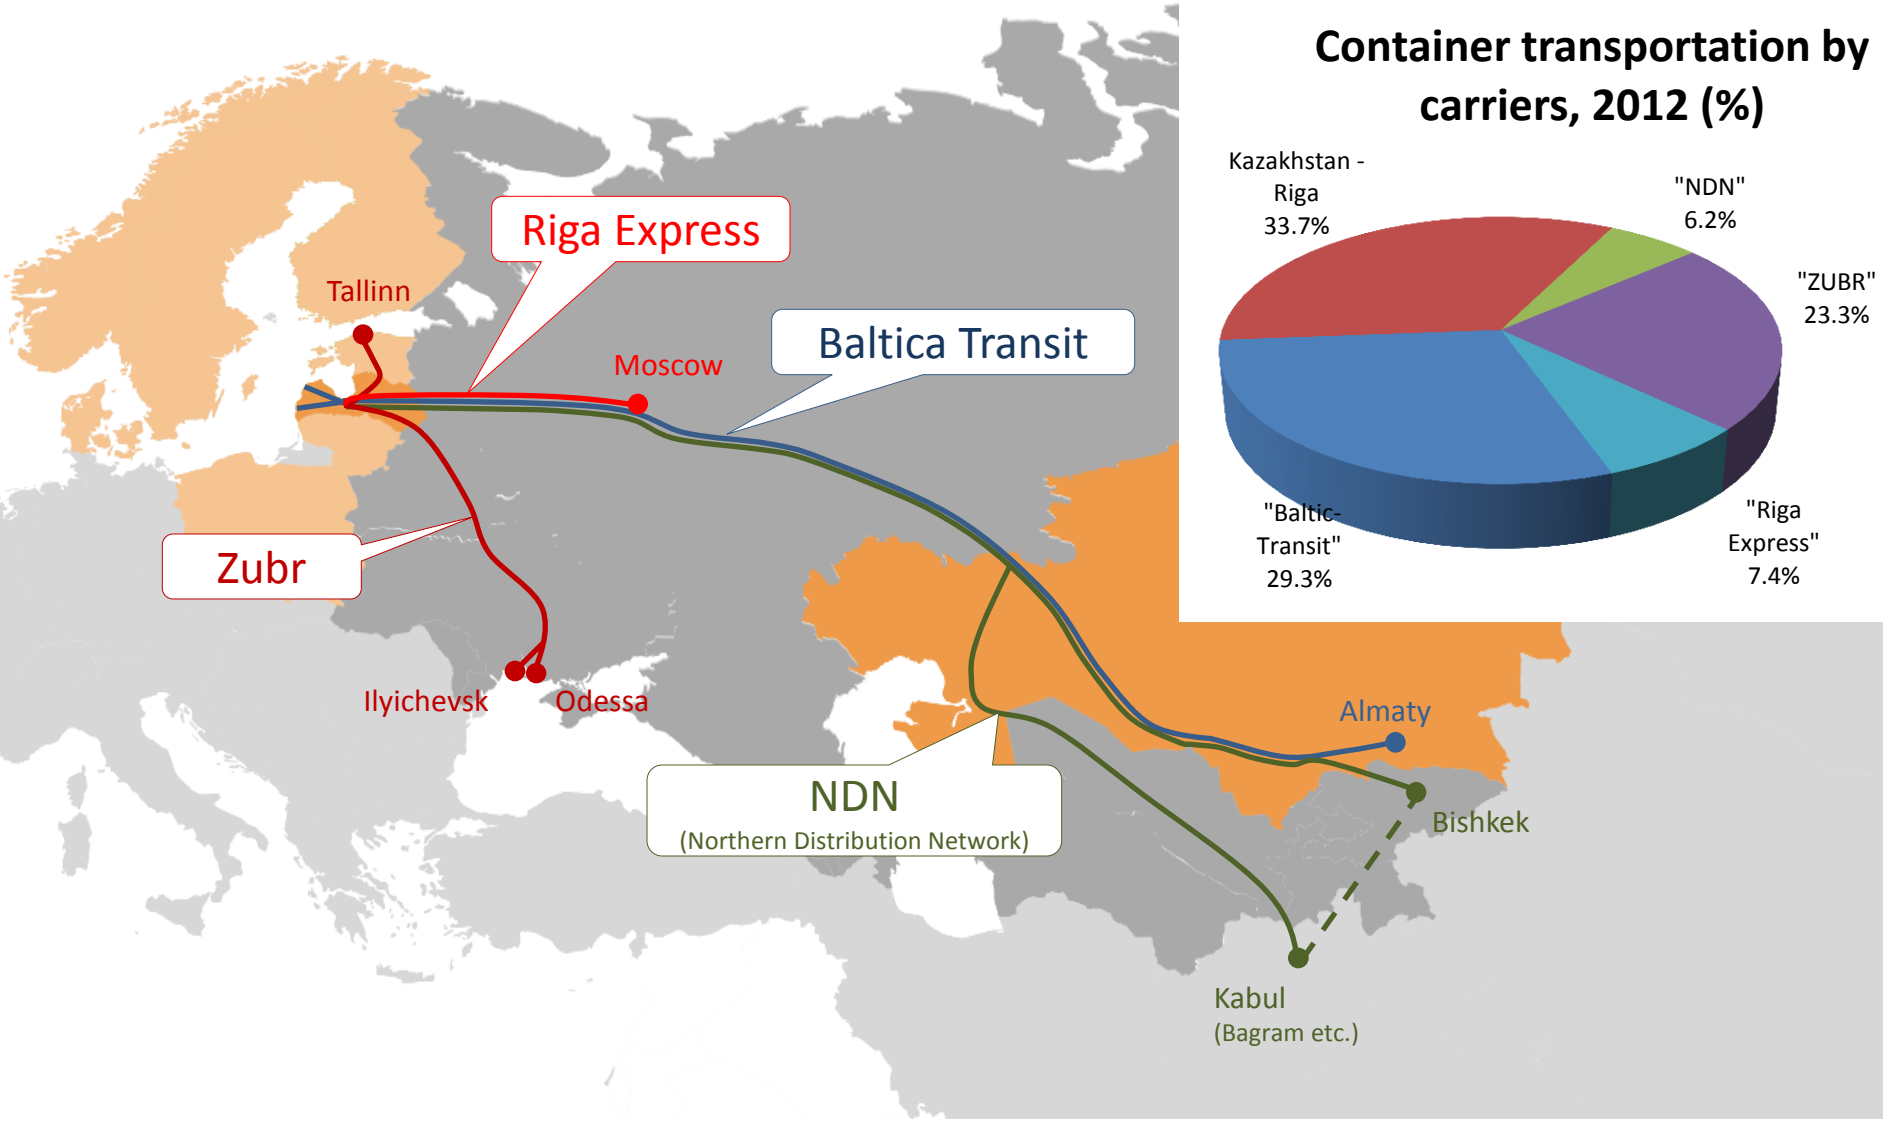 Container transportation by
carriers, 2012 (%)
Kazakhstan -
Riga
33.7%
"NDN"
6.2%
"ZUBR"
23.3%
"Riga
Express"
7.4%
"Baltic-
Transit"
29.3%
Riga Express
Tallinn
Moscow
Baltica Transit
Zubr
Ilyichevsk
Odessa
Almaty
NDN
(Northern Distribution Network)
Bishkek
Kabul
(Bagram etc.)